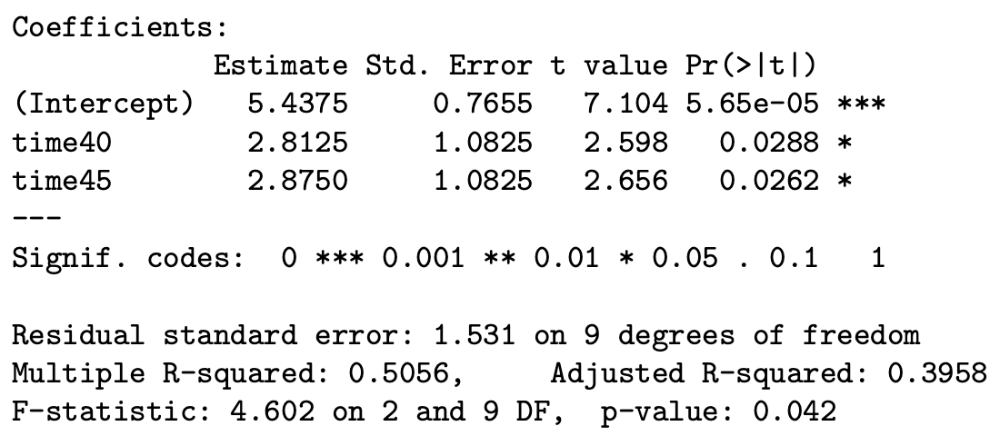 Coefficients:
            Estimate Std. Error t value Pr(>|t|)
(Intercept)   5.4375     0.7655   7.104 5.65e-05 ***
time40        2.8125     1.0825   2.598   0.0288 *
time45        2.8750     1.0825   2.656   0.0262 *
---
Signif. codes:  0 *** 0.001 ** 0.01 * 0.05 . 0.1   1
Residual standard error: 1.531 on 9 degrees of freedom
Multiple R-squared: 0.5056,     Adjusted R-squared: 0.3958
F-statistic: 4.602 on 2 and 9 DF,  p-value: 0.042